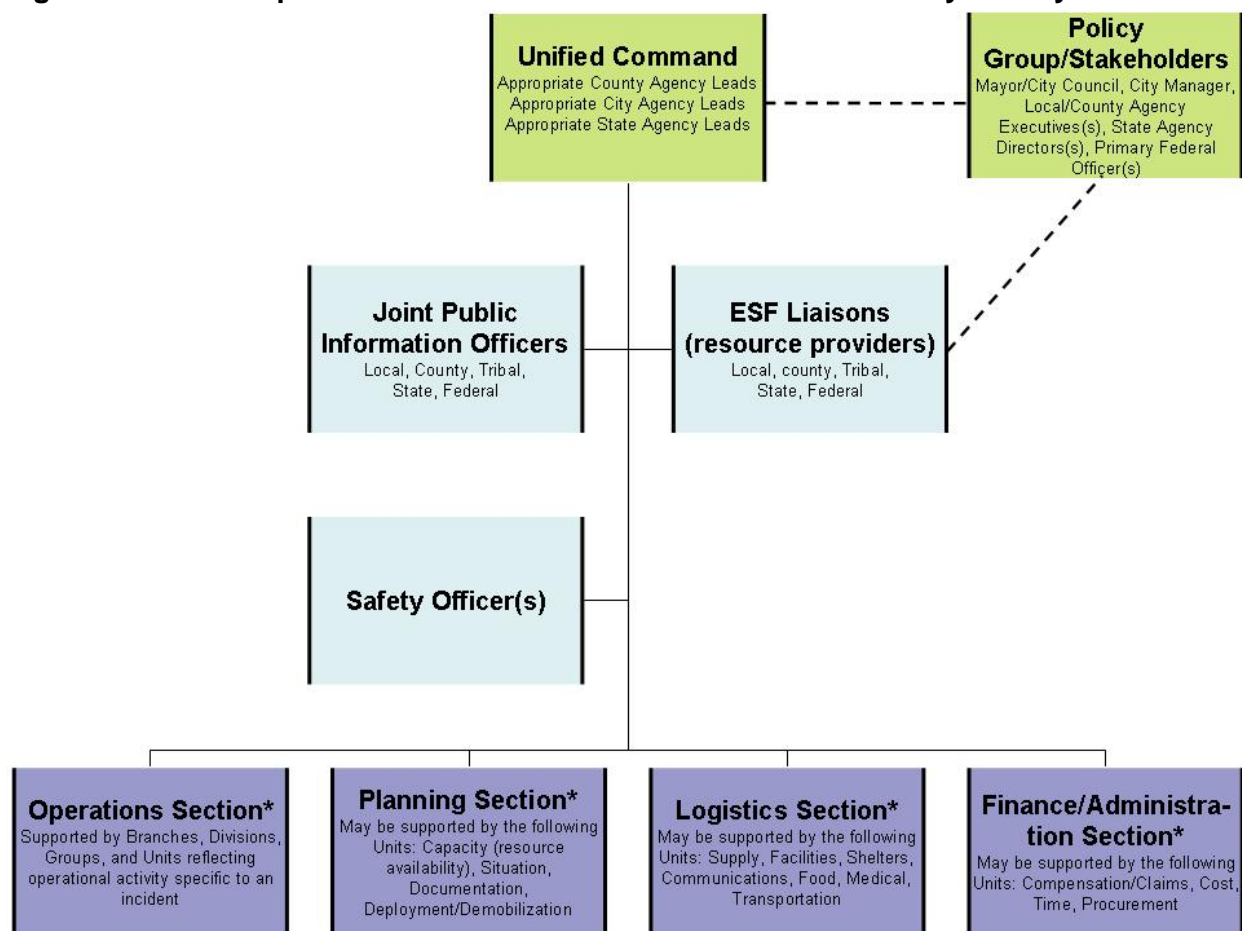 Unified Command
Appropriate County Agency Leads
Appropriate City Agency Leads
Appropriate State Agency Leads
Policy
Group/Stakeholders
Mayor/City Council, City Manager,
Local/County Agency
Executives(s), State Agency
Directors(s), Primary Federal
Officer(s)
Joint Public
Information Officers
Local, County, Tribal,
State, Federal
ESF Liaisons
(resource providers)
Local, county, Tribal,
State, Federal
Safety Officer(s)
Operations Section*
Supported by Branches, Divisions,
Groups, and Units reflecting
operational activity specific to an
incident
Planning Section*
May be supported by the following
Units: Capacity (resource
availability), Situation,
Documentation,
Deployment/Demobilization
Logistics Section*
May be supported by the following
Units: Supply, Facilities, Shelters,
Communications, Food, Medical,
Transportation
Finance/Administra-
tion Section*
May be supported by the following
Units: Compensation/Claims, Cost,
Time, Procurement